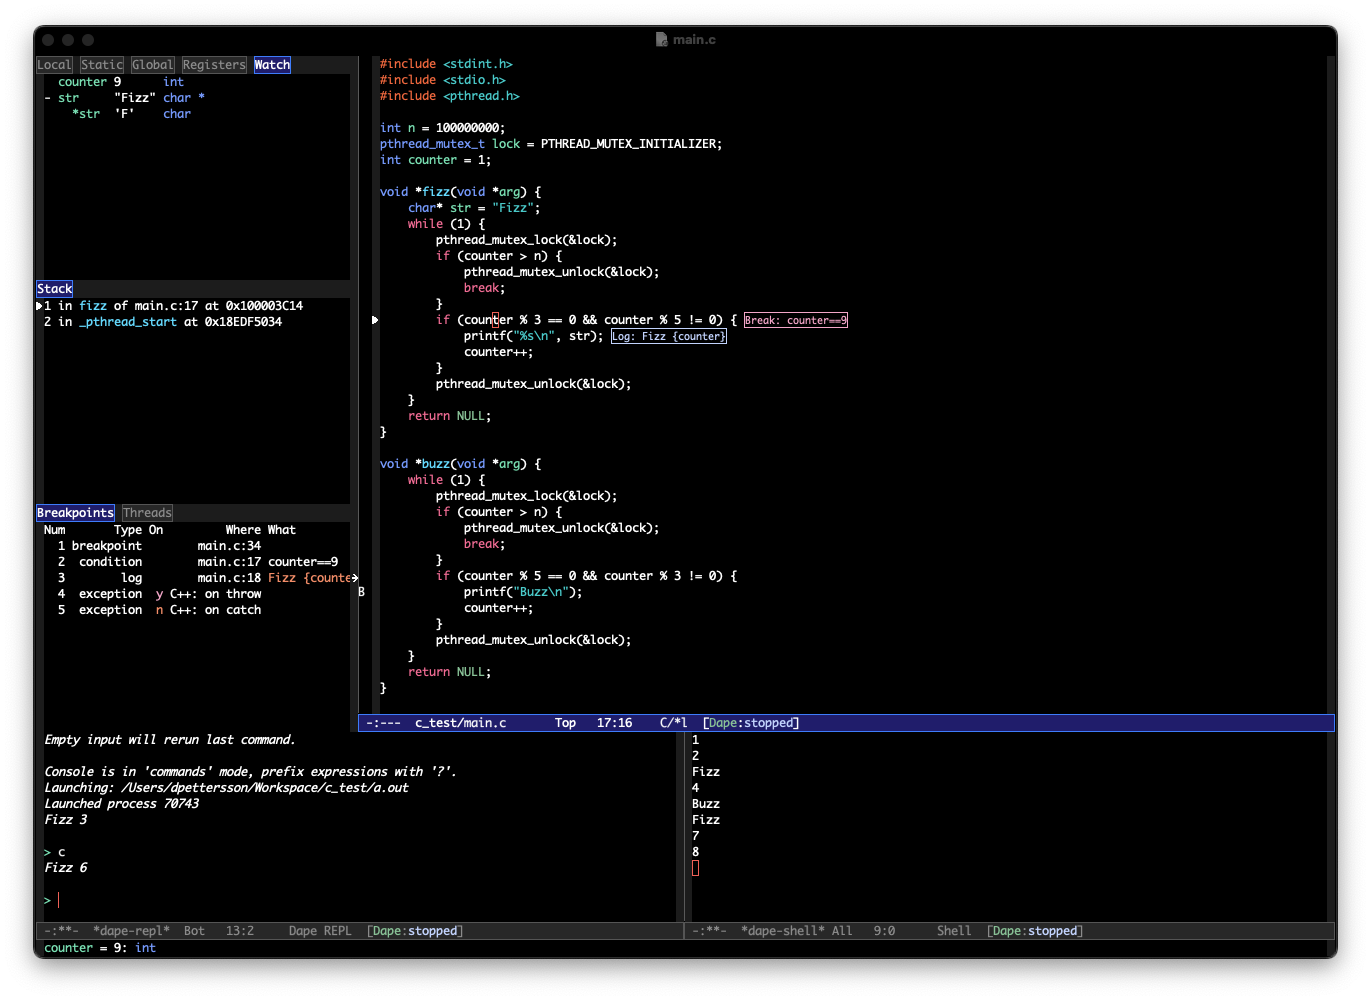 main.c
Local Static Global Registers Watch
counter 9 int
- str "Fizz" char *
*str 'F' char
Stack
1 in fizz of main.c:17 at 0x100003C14
2 in _pthread_start at 0x18EDF5034
Breakpoints Threads
Num Type On Where What
1 breakpoint main.c:34
2 condition main.c:17 counter==9
3 log main.c:18 Fizz {counte
4 exception y C++: on throw
5 exception n C++: on catch
#include <stdint.h>
#include <stdio.h>
#include <pthread.h>
int n = 100000000;
pthread_mutex_t lock = PTHREAD_MUTEX_INITIALIZER;
int counter = 1;
void *fizz(void *arg) {
char* str = "Fizz";
while (1) {
pthread_mutex_lock(&lock);
if (counter > n) {
pthread_mutex_unlock(&lock);
break;
}
if (counter % 3 == 0 && counter % 5 != 0) { Break: counter==9
printf("%s\n", str); Log: Fizz {counter}
counter++;
}
pthread_mutex_unlock(&lock);
}
return NULL;
}
void *buzz(void *arg) {
while (1) {
pthread_mutex_lock(&lock);
if (counter > n) {
pthread_mutex_unlock(&lock);
break;
}
if (counter % 5 == 0 && counter % 3 != 0) {
B printf("Buzz\n");
counter++;
}
pthread_mutex_unlock(&lock);
}
return NULL;
}
-:--- c_test/main.c Top 17:16 C/*l [Dape:stopped]
Empty input will rerun last command.
Console is in 'commands' mode, prefix expressions with '?'.
Launching: /Users/dpettersson/Workspace/c_test/a.out
Launched process 70743
Fizz 3
> c
Fizz 6
>
-:**- *dape-repl* Bot 13:2 Dape REPL [Dape:stopped]
1
2
Fizz
4
Buzz
Fizz
7
8
-:**- *dape-shell* All 9:0 Shell [Dape:stopped]
counter = 9: int